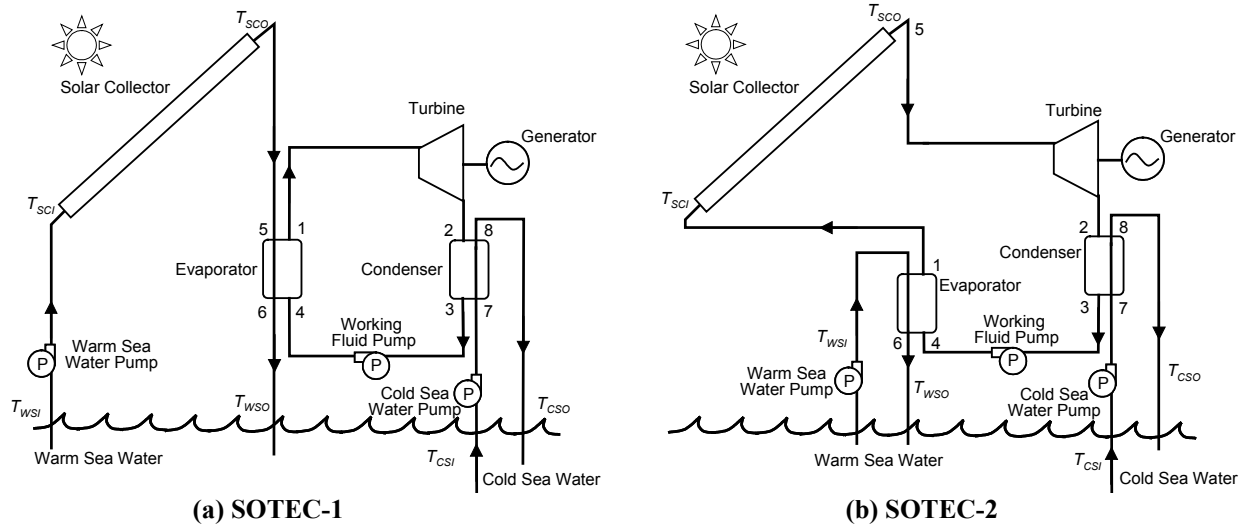 T_SCO
Solar Collector
Turbine
Generator
T_SCI
5
1
2
8
Evaporator
Condenser
6
4
3
7
Working
Fluid Pump
P
Warm Sea
Water Pump
P
Cold Sea
Water Pump
P
T_WSI
T_WSO
T_CSO
Warm Sea Water
T_CSI
Cold Sea Water
(a) SOTEC-1
T_SCO
5
Solar Collector
Turbine
Generator
T_SCI
2
8
Condenser
1
Evaporator
3
7
T_WSI
6
4
Working
Fluid Pump
P
Warm Sea
Water Pump
P
Cold Sea
Water Pump
P
T_WSO
T_CSO
Warm Sea Water
T_CSI
Cold Sea Water
(b) SOTEC-2